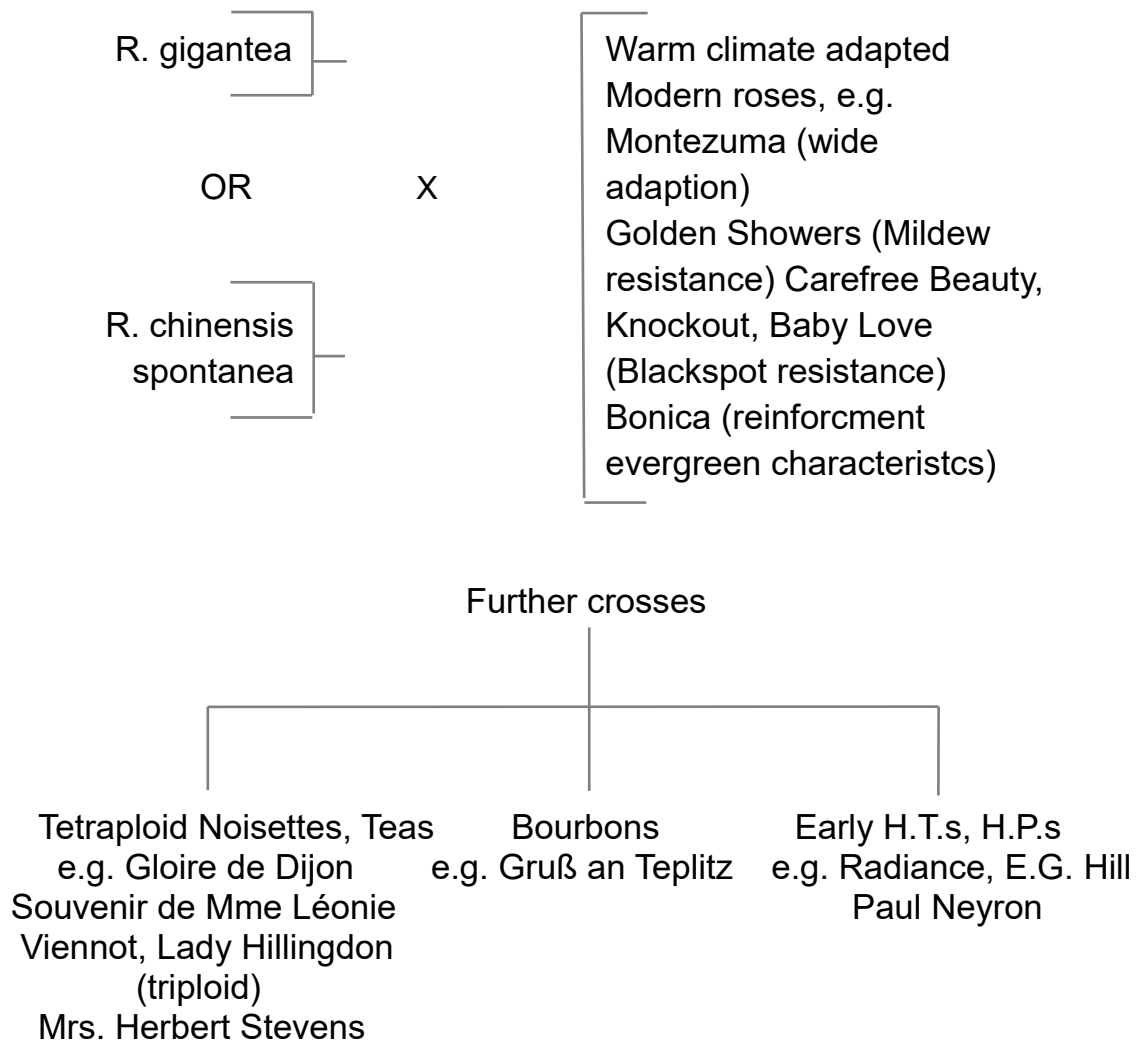 R. gigantea
OR
X
R. chinensis
spontanea
Warm climate adapted
Modern roses, e.g.
Montezuma (wide
adaption)
Golden Showers (Mildew
resistance) Carefree Beauty,
Knockout, Baby Love
(Blackspot resistance)
Bonica (reinforcment
evergreen characteristcs)
Further crosses
Tetraploid Noisettes, Teas
e.g. Gloire de Dijon
Souvenir de Mme Léonie
Viennot, Lady Hillingdon
(triploid)
Mrs. Herbert Stevens
Bourbons
e.g. Gruß an Teplitz
Early H.T.s, H.P.s
e.g. Radiance, E.G. Hill
Paul Neyron